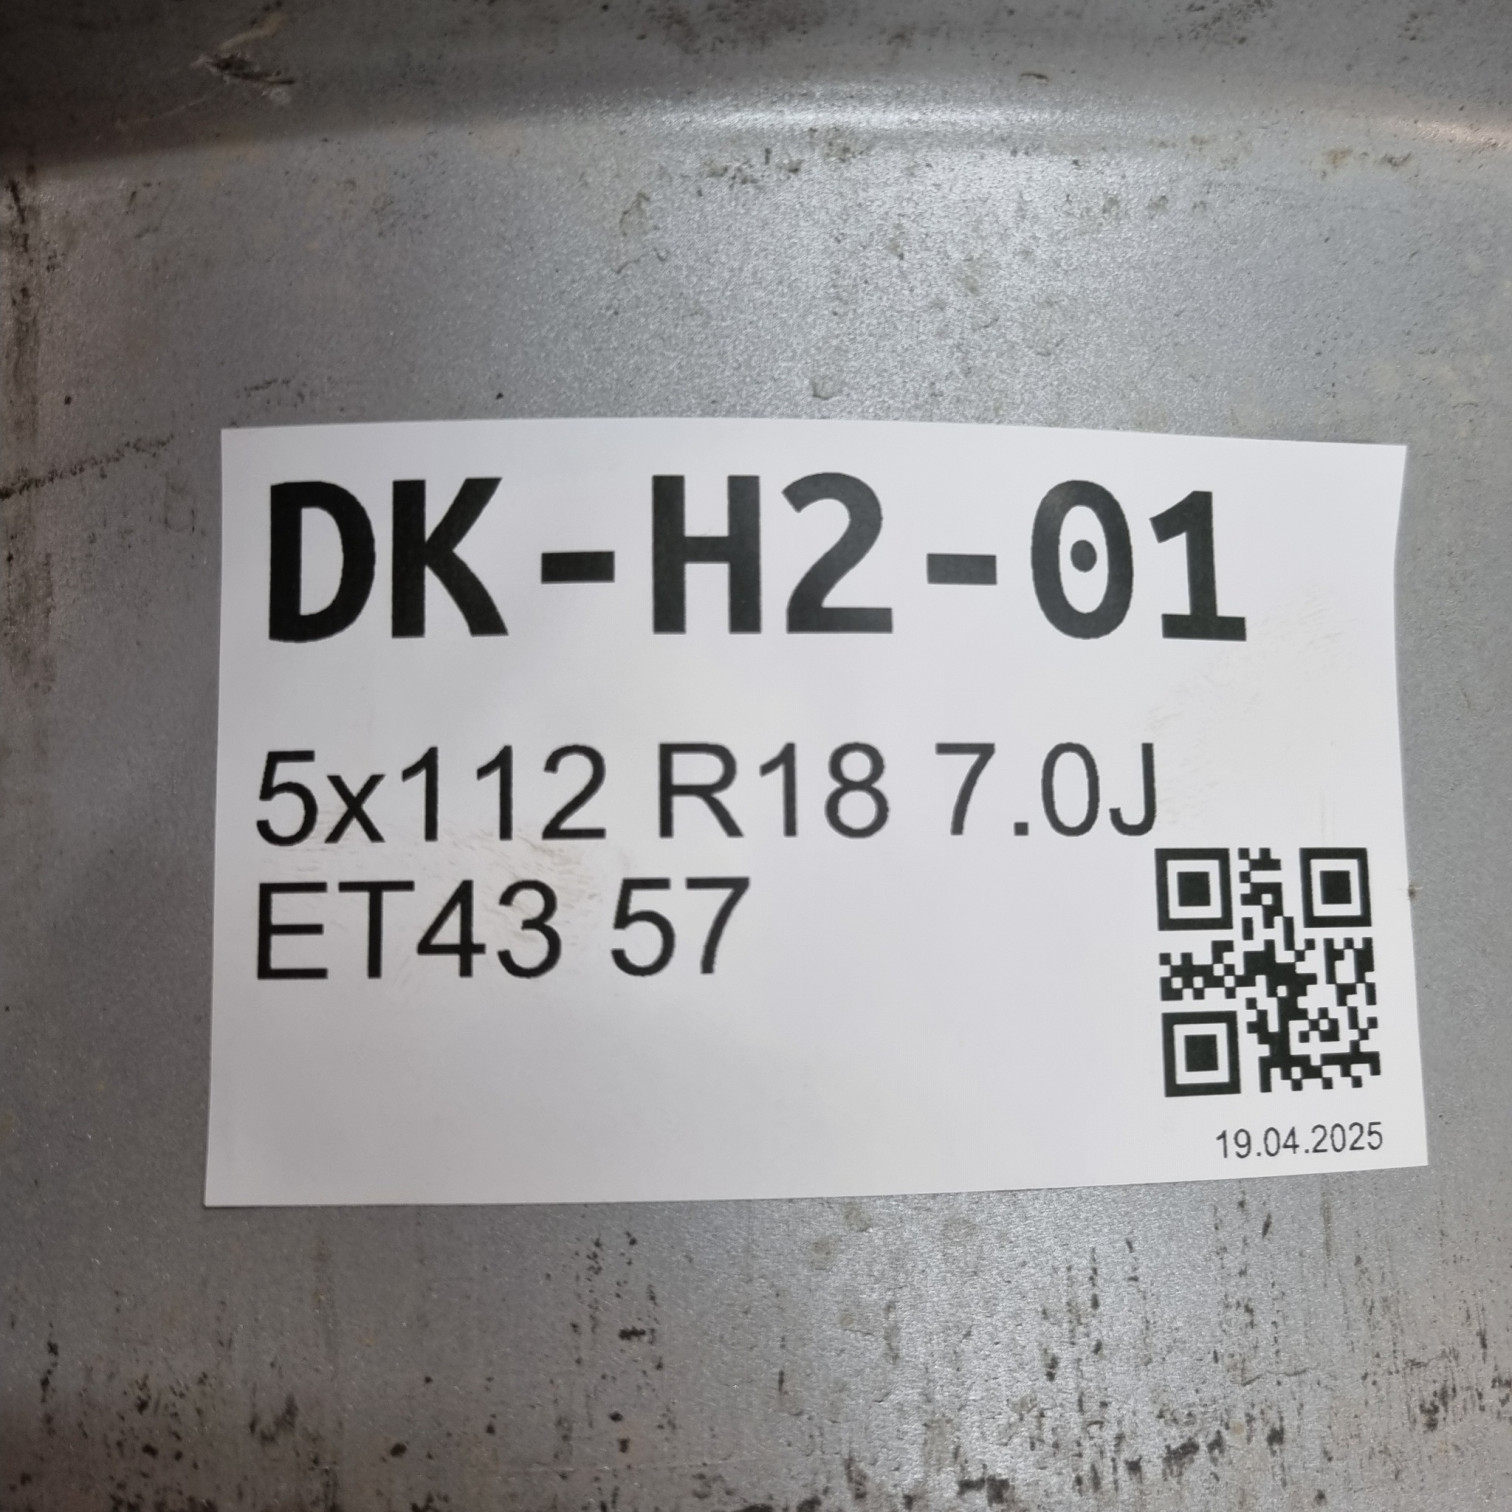 DK-H2-01
5x112 R18 7.0J
ET43 57
19.04.2025